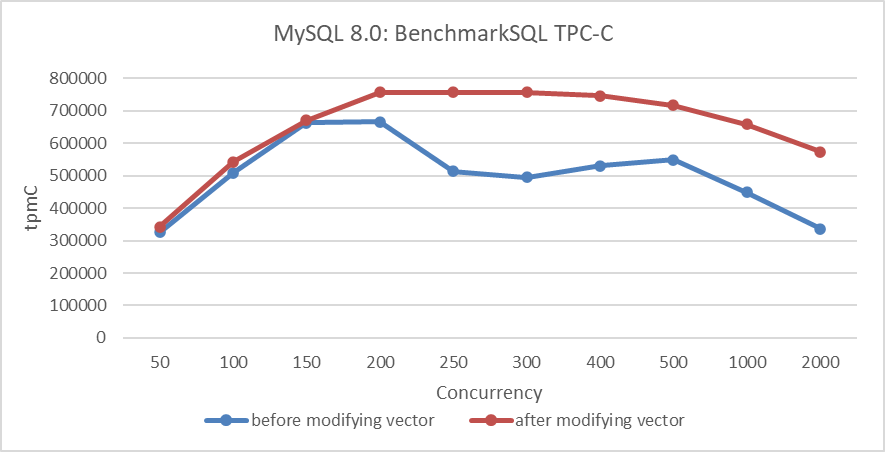 MySQL 8.0: BenchmarkSQL TPC-C
tpmC
800000
700000
600000
500000
400000
300000
200000
100000
0
50 100 150 200 250 300 400 500 1000 2000
Concurrency
before modifying vector after modifying vector